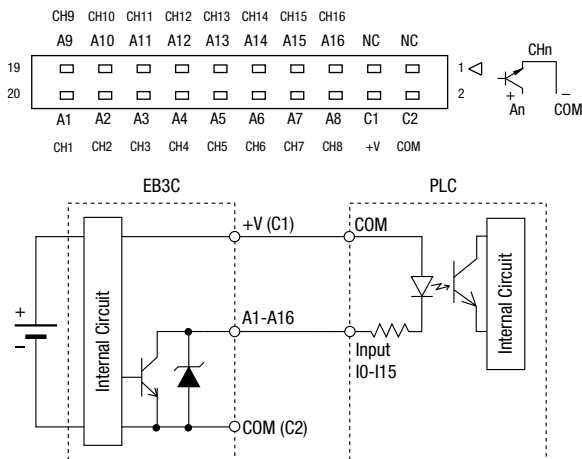 CH9 CH10 CH11 CH12 CH13 CH14 CH15 CH16
A9 A10 A11 A12 A13 A14 A15 A16 NC NC
19 1
20 2
A1 A2 A3 A4 A5 A6 A7 A8 C1 C2
CH1 CH2 CH3 CH4 CH5 CH6 CH7 CH8 +V COM
CHn
+ −
An COM
EB3C PLC
+V (C1) COM
Internal Circuit
Internal Circuit
+
−
A1-A16
Input
I0-I15
COM (C2)